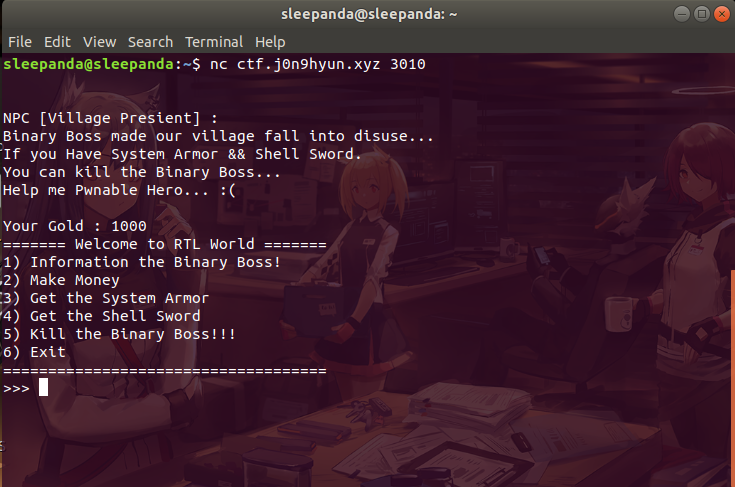 sleepanda@sleepanda: ~
File Edit View Search Terminal Help
sleepanda@sleepanda:~$ nc ctf.j0n9hyun.xyz 3010
NPC [Village Presient] :
Binary Boss made our village fall into disuse...
If you Have System Armor && Shell Sword.
You can kill the Binary Boss...
Help me Pwnable Hero... :(
Your Gold : 1000
======= Welcome to RTL World =======
1) Information the Binary Boss!
2) Make Money
3) Get the System Armor
4) Get the Shell Sword
5) Kill the Binary Boss!!!
6) Exit
====================================
>>>